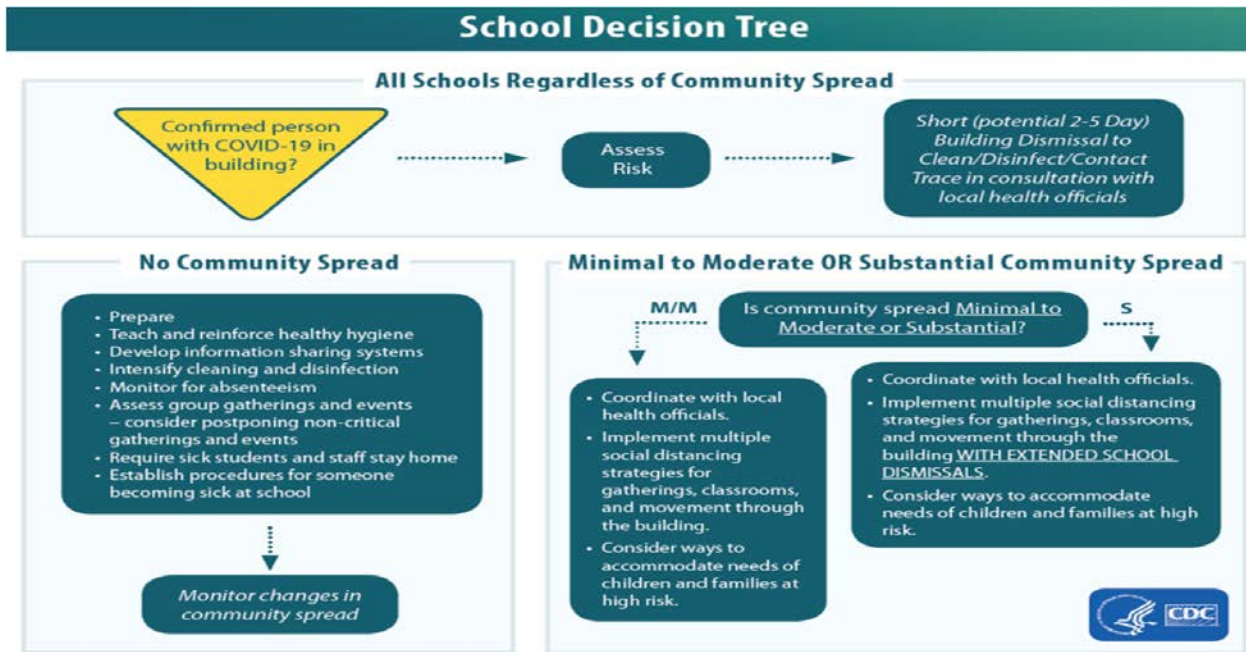 School Decision Tree
All Schools Regardless of Community Spread
Confirmed person
with COVID-19 in
building?
Assess
Risk
Short (potential 2-5 Day)
Building Dismissal to
Clean/Disinfect/Contact
Trace in consultation with
local health officials
No Community Spread
• Prepare
• Teach and reinforce healthy hygiene
• Develop information sharing systems
• Intensify cleaning and disinfection
• Monitor for absenteeism
• Assess group gatherings and events
– consider postponing non-critical
gatherings and events
• Require sick students and staff stay home
• Establish procedures for someone
becoming sick at school
Monitor changes in
community spread
Minimal to Moderate OR Substantial Community Spread
M/M
Is community spread Minimal to
Moderate or Substantial?
S
• Coordinate with local
health officials.
• Implement multiple
social distancing
strategies for
gatherings, classrooms,
and movement through
the building.
• Consider ways to
accommodate needs of
children and families at
high risk.
• Coordinate with local health officials.
• Implement multiple social distancing
strategies for gatherings, classrooms,
and movement through the
building WITH EXTENDED SCHOOL
DISMISSALS.
• Consider ways to accommodate
needs of children and families at high
risk.
CDC